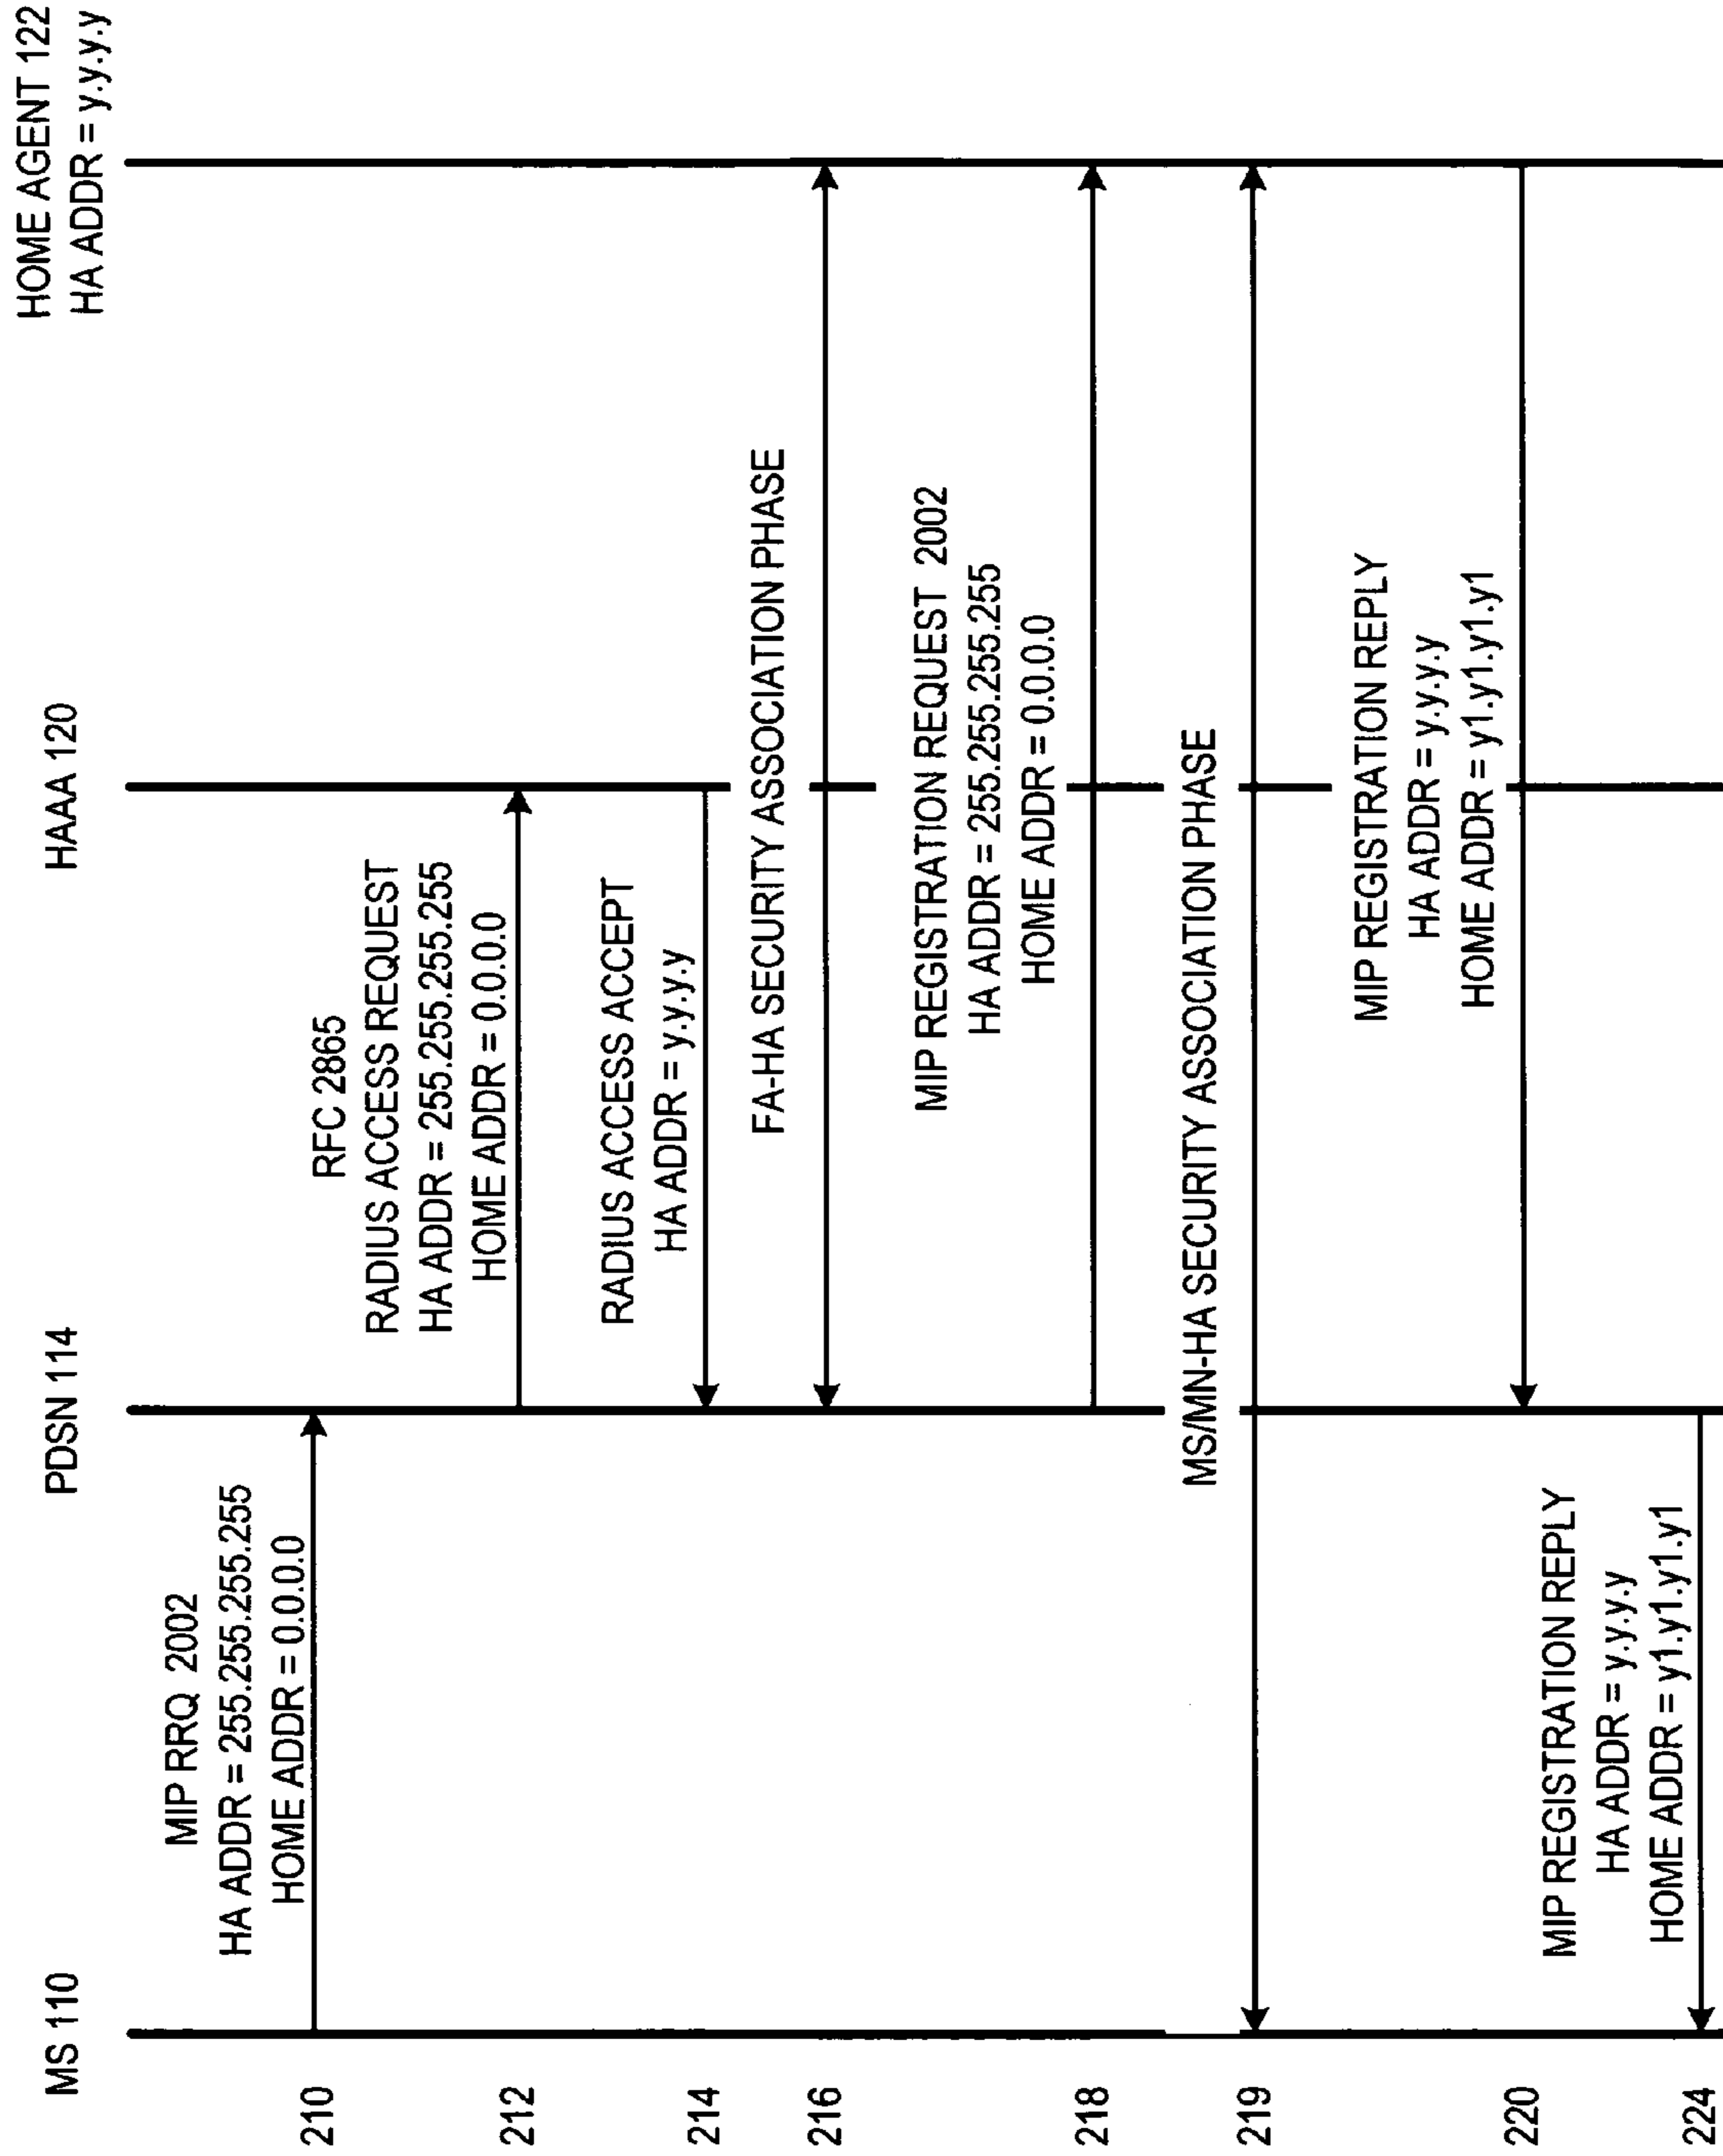 MS 110
PDSN 114
HAAA 120
HOME AGENT 122
HA ADDR = y.y.y.y
210
MIP RRQ 2002
HA ADDR = 255.255.255.255
HOME ADDR = 0.0.0.0
212
RFC 2865
RADIUS ACCESS REQUEST
HA ADDR = 255.255.255.255
HOME ADDR = 0.0.0.0
214
RADIUS ACCESS ACCEPT
HA ADDR = y.y.y.y
216
FA-HA SECURITY ASSOCIATION PHASE
218
MIP REGISTRATION REQUEST 2002
HA ADDR = 255.255.255.255
HOME ADDR = 0.0.0.0
219
MS/MN-HA SECURITY ASSOCIATION PHASE
220
MIP REGISTRATION REPLY
HA ADDR = y.y.y.y
HOME ADDR = y1.y1.y1.y1
224
MIP REGISTRATION REPLY
HA ADDR = y.y.y.y
HOME ADDR = y1.y1.y1.y1